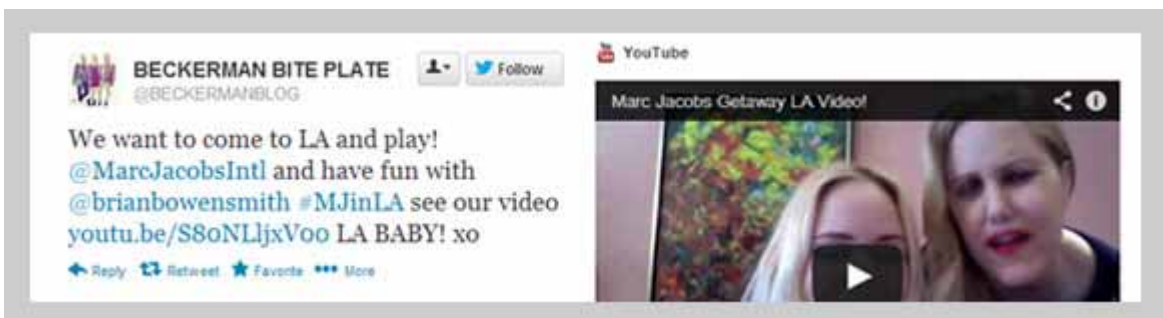 BECKERMAN BITE PLATE
@BECKERMANBLOG
Follow
We want to come to LA and play!
@MarcJacobsIntl and have fun with
@brianbowensmith #MJinLA see our video
youtu.be/S80NLljxV00 LA BABY! xo
Reply Retweet Favorite More
YouTube
Marc Jacobs Getaway LA Video!